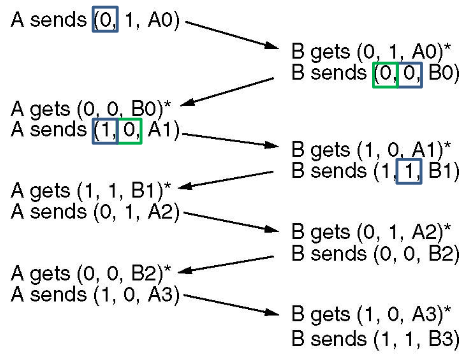 A sends (0, 1, A0)
B gets (0, 1, A0)*
B sends (0, 0, B0)
A gets (0, 0, B0)*
A sends (1, 0, A1)
B gets (1, 0, A1)*
B sends (1, 1, B1)
A gets (1, 1, B1)*
A sends (0, 1, A2)
B gets (0, 1, A2)*
B sends (0, 0, B2)
A gets (0, 0, B2)*
A sends (1, 0, A3)
B gets (1, 0, A3)*
B sends (1, 1, B3)